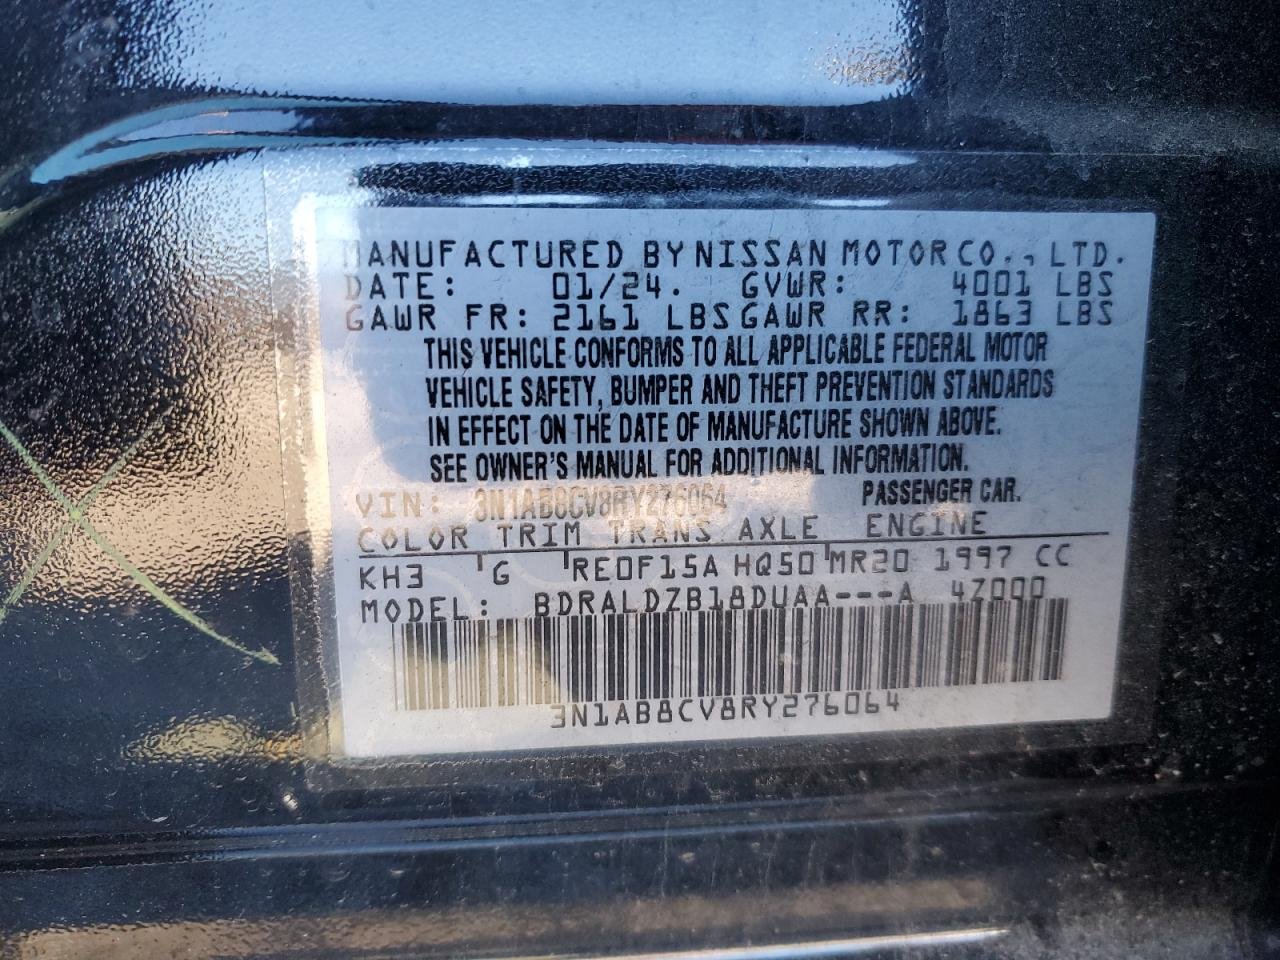 MANUFACTURED BY NISSAN MOTOR CO., LTD.
DATE: 01/24. GVWR: 4001 LBS
GAWR FR: 2161 LBS GAWR RR: 1863 LBS
THIS VEHICLE CONFORMS TO ALL APPLICABLE FEDERAL MOTOR
VEHICLE SAFETY, BUMPER AND THEFT PREVENTION STANDARDS
IN EFFECT ON THE DATE OF MANUFACTURE SHOWN ABOVE.
SEE OWNER'S MANUAL FOR ADDITIONAL INFORMATION.
VIN: 3N1AB8CV8RY276064 PASSENGER CAR.
COLOR TRIM TRANS AXLE ENGINE
KH3 'G 'RE0F15A HQ50'MR20 1997 CC
MODEL: BDRALDZB18DUAA---A 4Z000
3N1AB8CV8RY276064